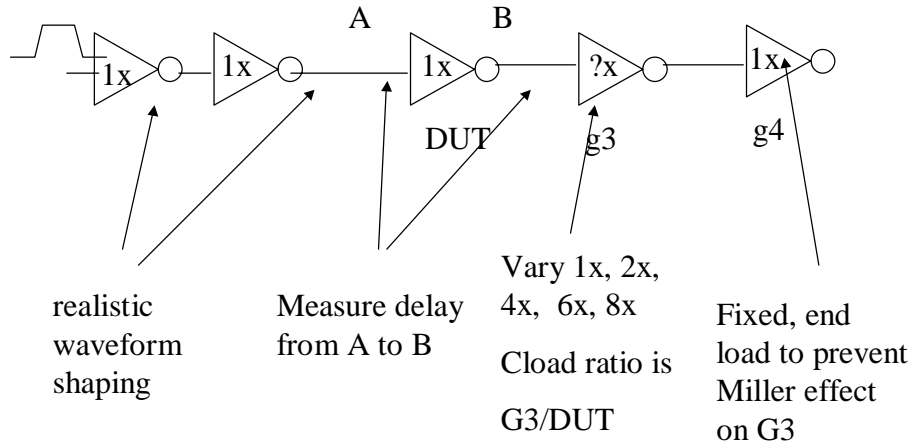 A B
1x 1x 1x ?x 1x
DUT g3 g4
realistic
waveform
shaping
Measure delay
from A to B
Vary 1x, 2x,
4x, 6x, 8x
Cload ratio is
G3/DUT
Fixed, end
load to prevent
Miller effect
on G3